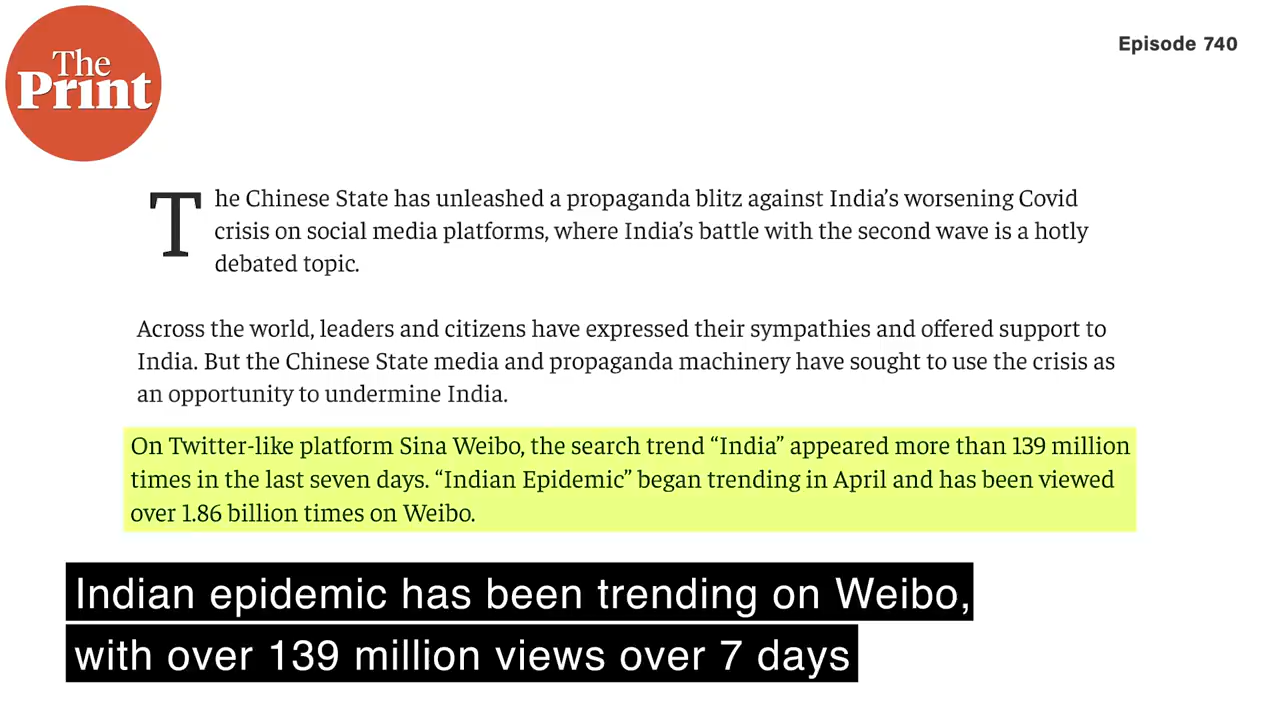 The
Print
Episode 740
The Chinese State has unleashed a propaganda blitz against India’s worsening Covid
crisis on social media platforms, where India’s battle with the second wave is a hotly
debated topic.
Across the world, leaders and citizens have expressed their sympathies and offered support to
India. But the Chinese State media and propaganda machinery have sought to use the crisis as
an opportunity to undermine India.
On Twitter-like platform Sina Weibo, the search trend “India” appeared more than 139 million
times in the last seven days. “Indian Epidemic” began trending in April and has been viewed
over 1.86 billion times on Weibo.
Indian epidemic has been trending on Weibo,
with over 139 million views over 7 days